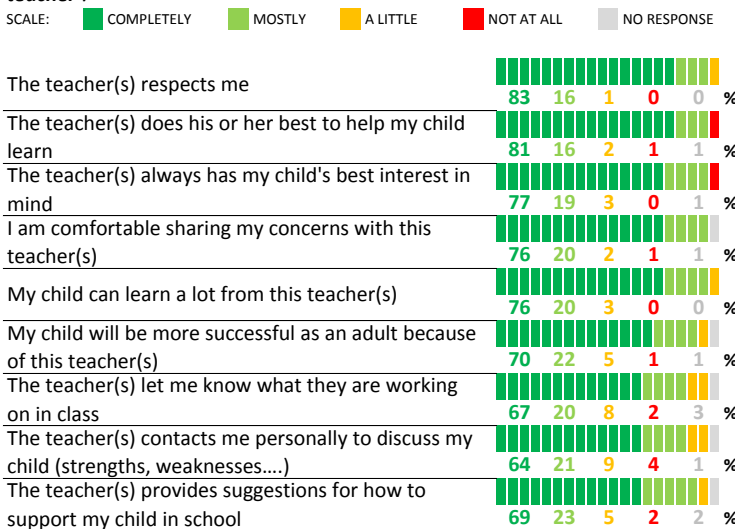 teacher?
SCALE: COMPLETELY MOSTLY A LITTLE NOT AT ALL NO RESPONSE
The teacher(s) respects me
83 16 1 0 0 %
The teacher(s) does his or her best to help my child
learn
81 16 2 1 1 %
The teacher(s) always has my child's best interest in
mind
77 19 3 0 1 %
I am comfortable sharing my concerns with this
teacher(s)
76 20 2 1 1 %
My child can learn a lot from this teacher(s)
76 20 3 0 0 %
My child will be more successful as an adult because
of this teacher(s)
70 22 5 1 1 %
The teacher(s) let me know what they are working
on in class
67 20 8 2 3 %
The teacher(s) contacts me personally to discuss my
child (strengths, weaknesses....)
64 21 9 4 1 %
The teacher(s) provides suggestions for how to
support my child in school
69 23 5 2 2 %